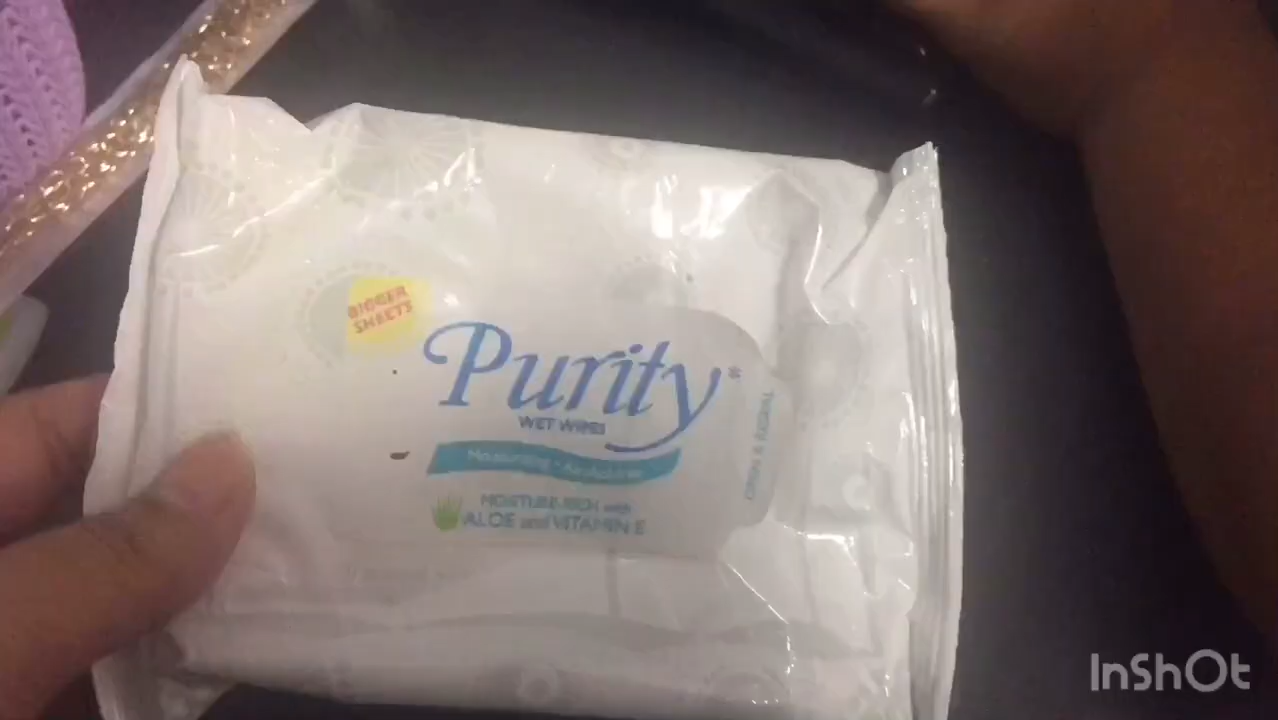 BIGGER
SHEETS
Purity
WET WIPES
MOISTURE-RICH with
ALOE and VITAMIN E
InShOt